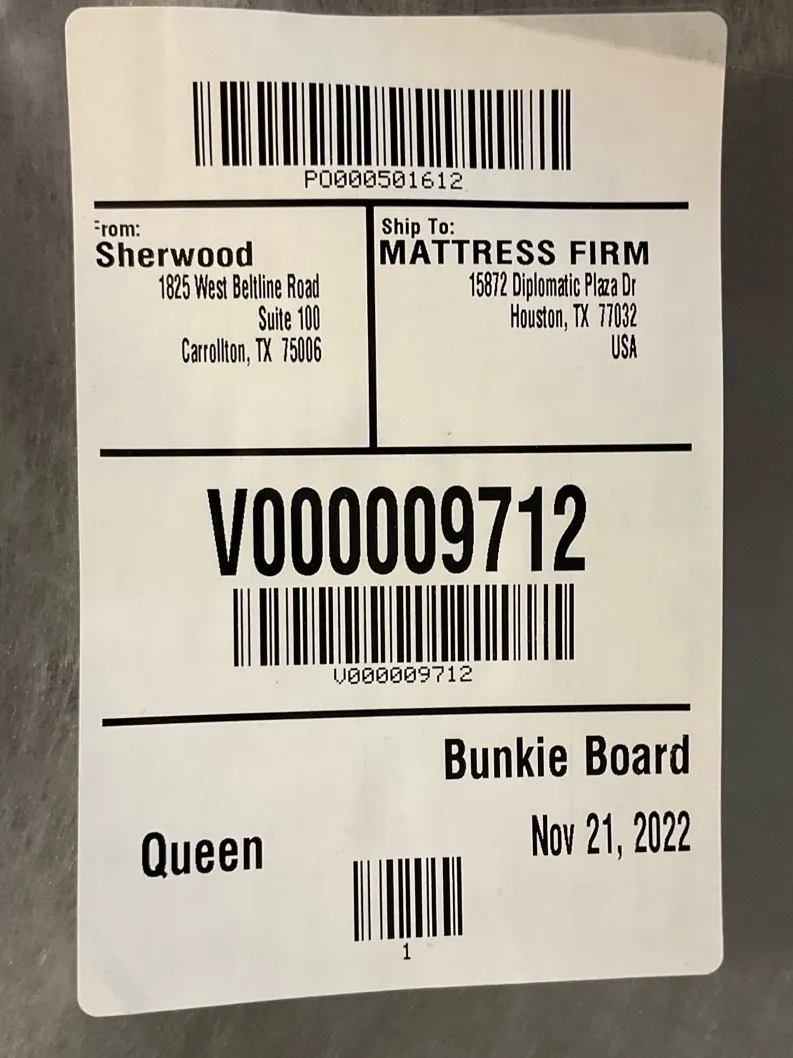 PO000501612
From:
Sherwood
1825 West Beltline Road
Suite 100
Carrollton, TX 75006
Ship To:
MATTRESS FIRM
15872 Diplomatic Plaza Dr
Houston, TX 77032
USA
V000009712
V000009712
Bunkie Board
Nov 21, 2022
Queen
1